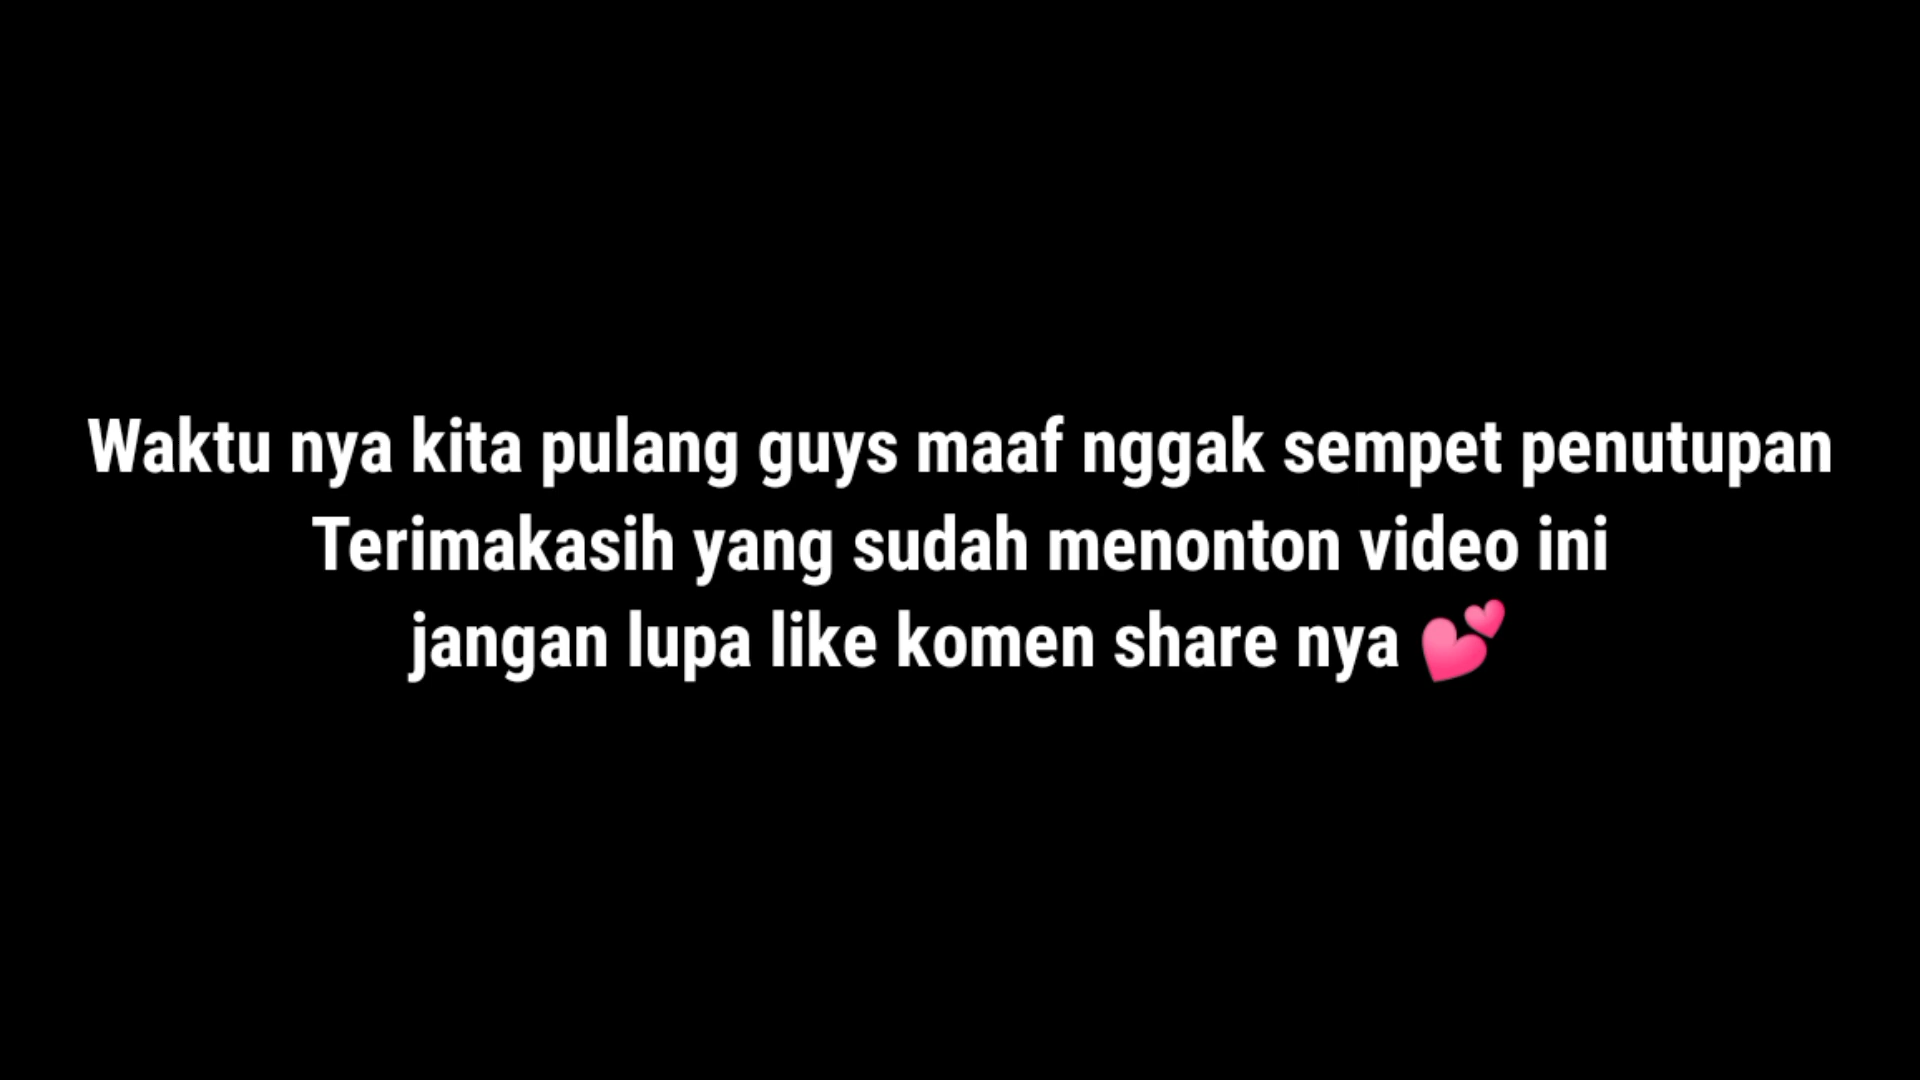 Waktu nya kita pulang guys maaf nggak sempet penutupan
Terimakasih yang sudah menonton video ini
jangan lupa like komen share nya 💕